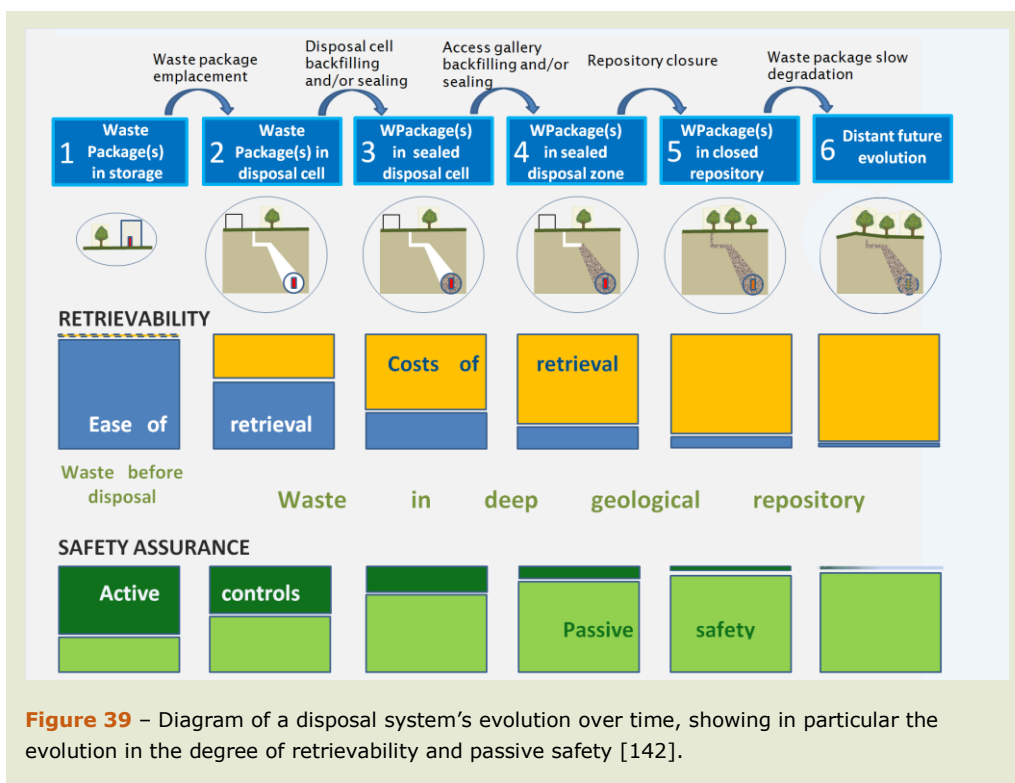 Waste package
emplacement
Disposal cell
backfilling
and/or sealing
Access gallery
backfilling and/or
sealing
Repository closure
Waste package slow
degradation
1
Waste
Package(s)
in storage
2
Waste
Package(s) in
disposal cell
3
WPackage(s)
in sealed
disposal cell
4
WPackage(s)
in sealed
disposal zone
5
WPackage(s)
in closed
repository
6
Distant future
evolution
RETRIEVABILITY
Costs of retrieval
Ease of retrieval
Waste before
disposal
Waste in deep geological repository
SAFETY ASSURANCE
Active controls
Passive safety
Figure 39 – Diagram of a disposal system’s evolution over time, showing in particular the
evolution in the degree of retrievability and passive safety [142].